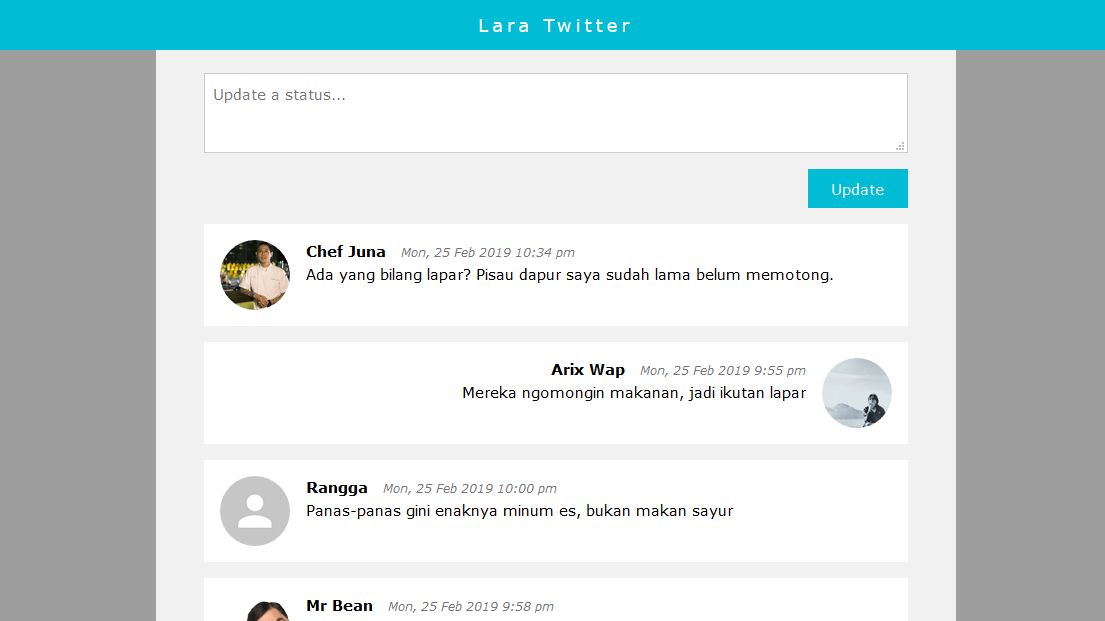 Lara Twitter
Update a status...
Update
Chef Juna Mon, 25 Feb 2019 10:34 pm
Ada yang bilang lapar? Pisau dapur saya sudah lama belum memotong.
Arix Wap Mon, 25 Feb 2019 9:55 pm
Mereka ngomongin makanan, jadi ikutan lapar
Rangga Mon, 25 Feb 2019 10:00 pm
Panas-panas gini enaknya minum es, bukan makan sayur
Mr Bean Mon, 25 Feb 2019 9:58 pm